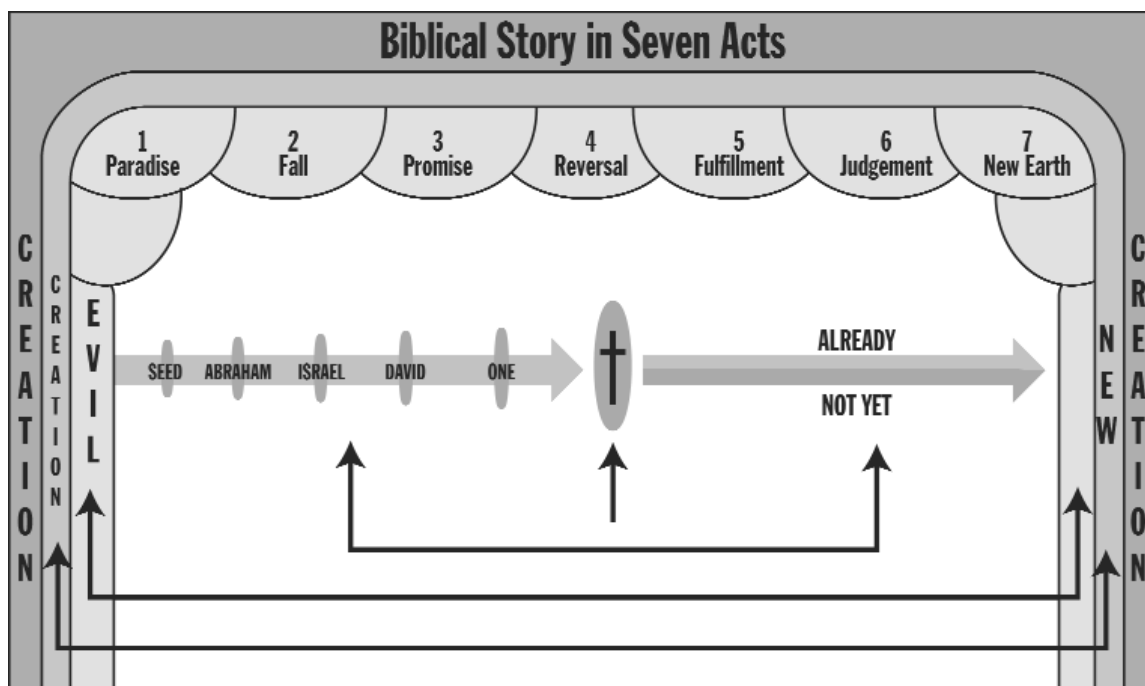 Biblical Story in Seven Acts
1
Paradise
2
Fall
3
Promise
4
Reversal
5
Fulfillment
6
Judgement
7
New Earth
CREATION
CREATION
EVIL
SEED
ABRAHAM
ISRAEL
DAVID
ONE
ALREADY
NOT YET
NEW
CREATION